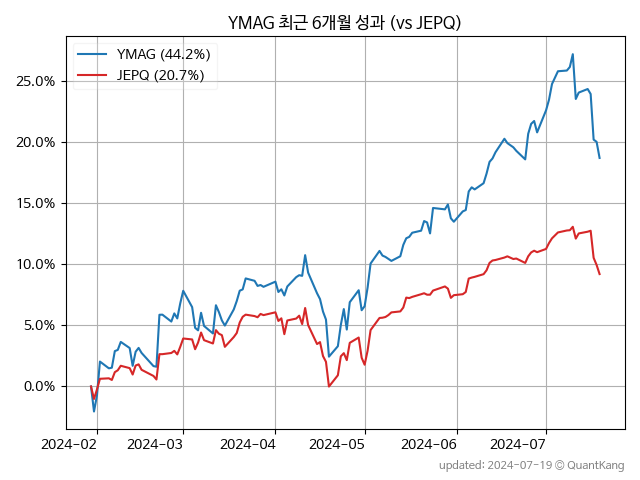 YMAG 최근 6개월 성과 (vs JEPQ)
YMAG (44.2%)
JEPQ (20.7%)
25.0%
20.0%
15.0%
10.0%
5.0%
0.0%
2024-02 2024-03 2024-04 2024-05 2024-06 2024-07
updated: 2024-07-19 © QuantKang